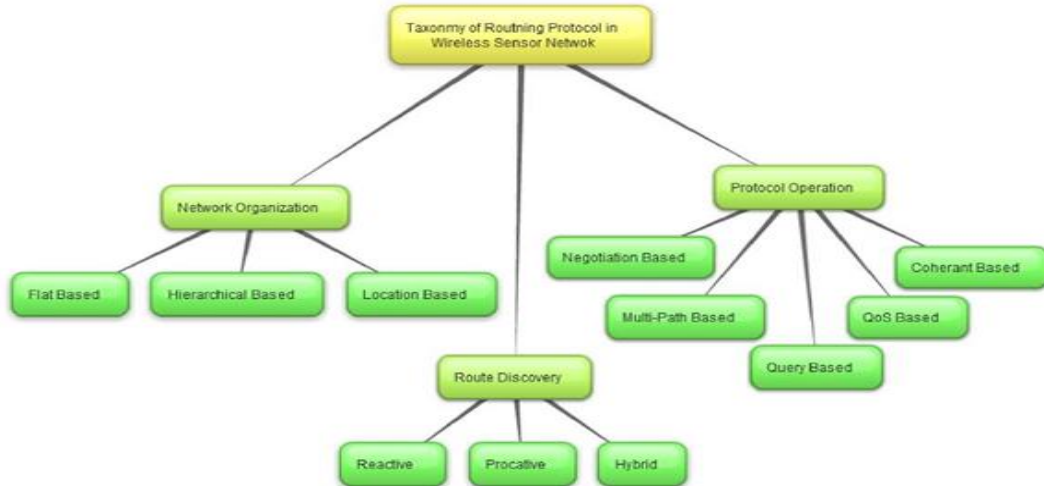 Taxonmy of Routning Protocol in
Wireless Sensor Netwok
Network Organization
Flat Based
Hierarchical Based
Location Based
Route Discovery
Reactive
Procative
Hybrid
Protocol Operation
Negotiation Based
Multi-Path Based
Query Based
QoS Based
Coherant Based